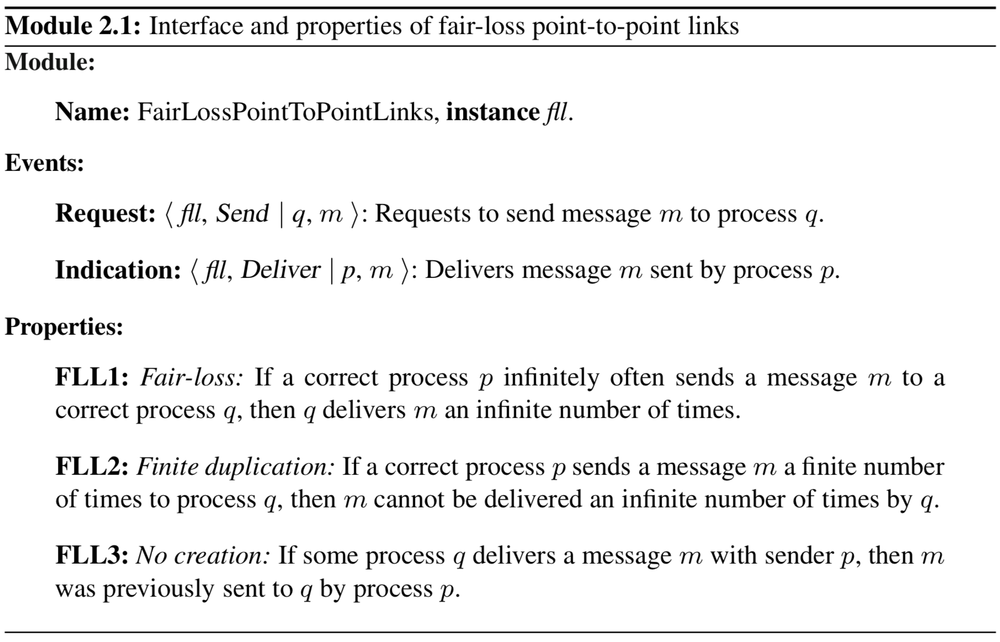 Module 2.1: Interface and properties of fair-loss point-to-point links
Module:
Name: FairLossPointToPointLinks, instance fll.
Events:
Request: ⟨ fll, Send | q, m ⟩: Requests to send message m to process q.
Indication: ⟨ fll, Deliver | p, m ⟩: Delivers message m sent by process p.
Properties:
FLL1: Fair-loss: If a correct process p infinitely often sends a message m to a
correct process q, then q delivers m an infinite number of times.
FLL2: Finite duplication: If a correct process p sends a message m a finite number
of times to process q, then m cannot be delivered an infinite number of times by q.
FLL3: No creation: If some process q delivers a message m with sender p, then m
was previously sent to q by process p.